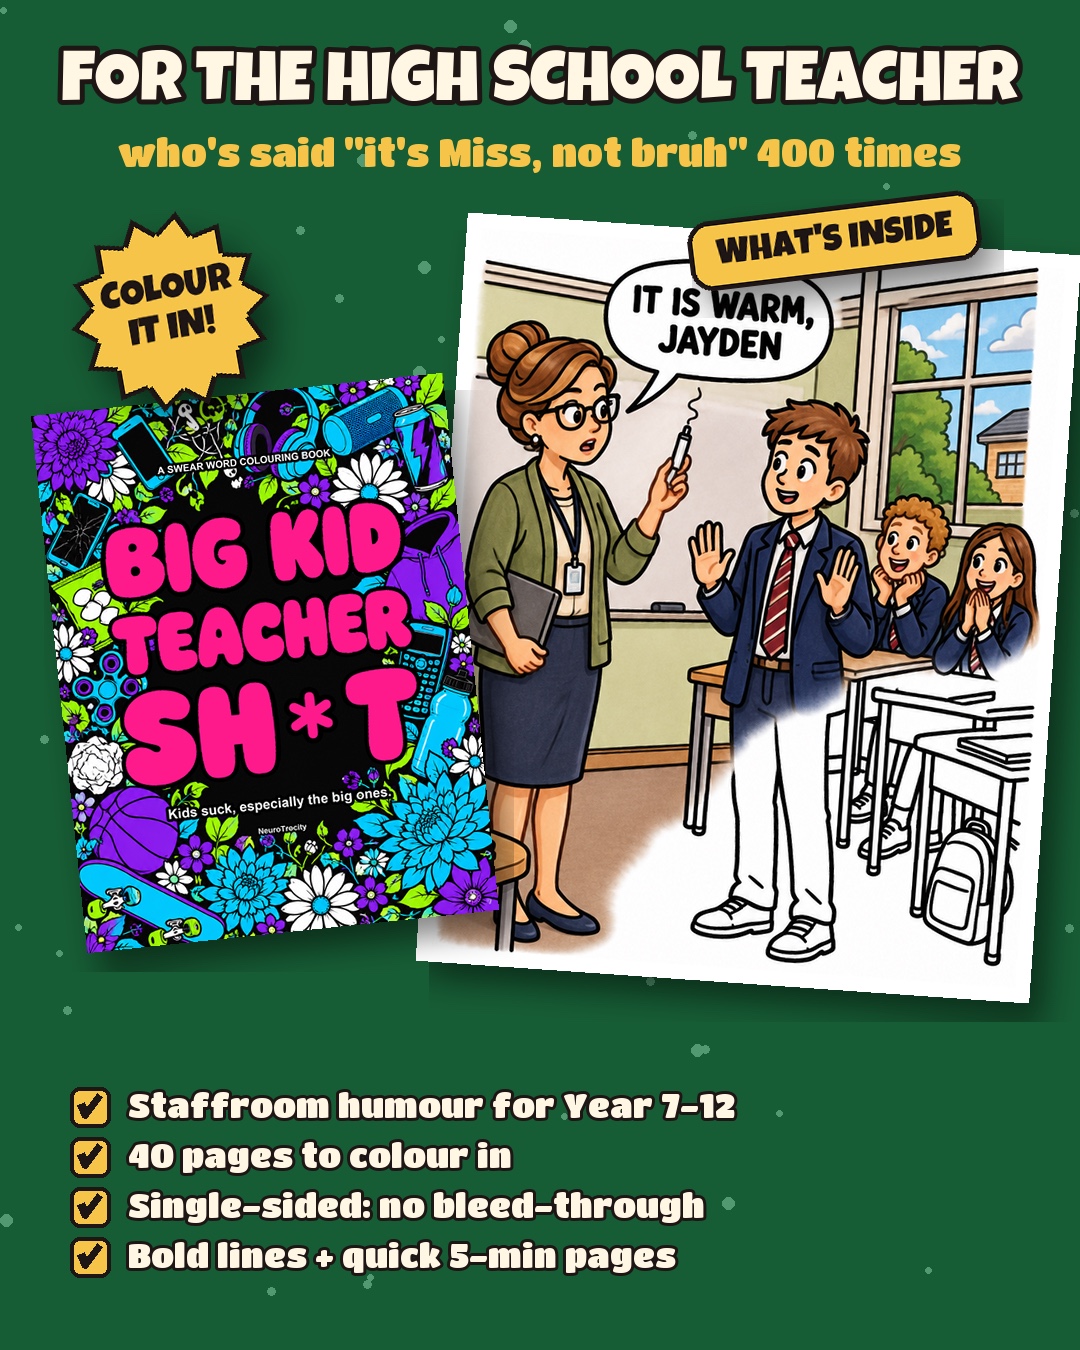 FOR THE HIGH SCHOOL TEACHER
who's said "it's Miss, not bruh" 400 times
COLOUR
IT IN!
WHAT'S INSIDE
IT IS WARM,
JAYDEN
A SWEAR WORD COLOURING BOOK
BIG KID
TEACHER
SH*T
Kids suck, especially the big ones.
NeuroTrocity
Staffroom humour for Year 7-12
40 pages to colour in
Single-sided: no bleed-through
Bold lines + quick 5-min pages